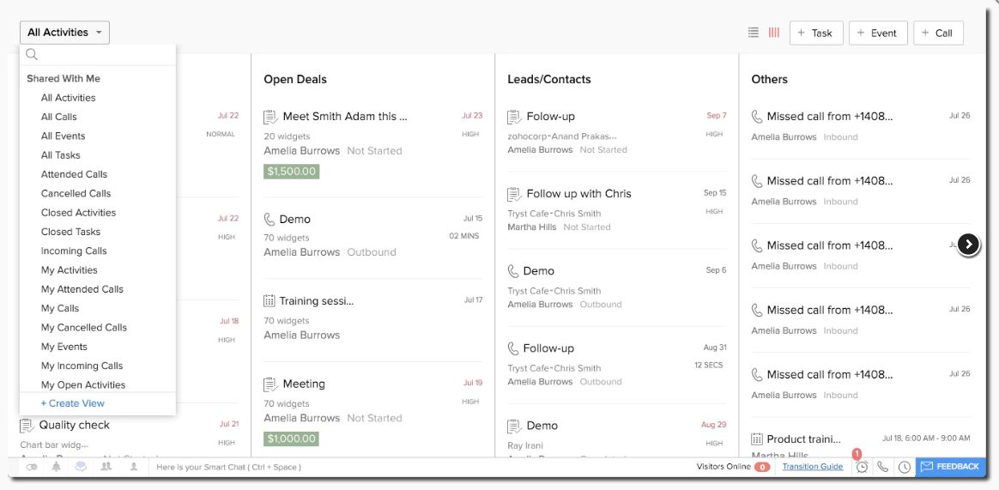 All Activities
+ Task
+ Event
+ Call
Shared With Me
All Activities
All Calls
All Events
All Tasks
Attended Calls
Cancelled Calls
Closed Activities
Closed Tasks
Incoming Calls
My Activities
My Attended Calls
My Calls
My Cancelled Calls
My Events
My Incoming Calls
My Open Activities
+ Create View
Jul 22
NORMAL
Jul 22
HIGH
Jul 18
HIGH
Quality check
Jul 21
HIGH
Chart bar widg...
Open Deals
Meet Smith Adam this ...
Jul 23
20 widgets
HIGH
Amelia Burrows Not Started
$1,500.00
Demo
Jul 15
70 widgets
02 MINS
Amelia Burrows Outbound
Training sessi...
Jul 17
70 widgets
Amelia Burrows
Meeting
Jul 19
70 widgets
HIGH
Amelia Burrows Not Started
$1,000.00
Leads/Contacts
Folow-up
Sep 7
zohocorp-Anand Prakas...
HIGH
Amelia Burrows Not Started
Follow up with Chris
Sep 15
Tryst Cafe-Chris Smith
HIGH
Martha Hills Not Started
Demo
Sep 6
Tryst Cafe-Chris Smith
Amelia Burrows Outbound
Follow-up
Aug 31
Tryst Cafe-Chris Smith
12 SECS
Amelia Burrows Outbound
Demo
Aug 29
Ray Irani
HIGH
Others
Missed call from +1408...
Jul 26
Amelia Burrows Inbound
Missed call from +1408...
Jul 26
Amelia Burrows Inbound
Missed call from +1408...
Amelia Burrows Inbound
Missed call from +1408...
Jul 26
Amelia Burrows Inbound
Missed call from +1408...
Jul 26
Amelia Burrows Inbound
Product traini...
Jul 18, 6:00 AM - 9:00 AM
Martha Hills
Here is your Smart Chat ( Ctrl + Space )
Visitors Online 0
Transition Guide
1
FEEDBACK